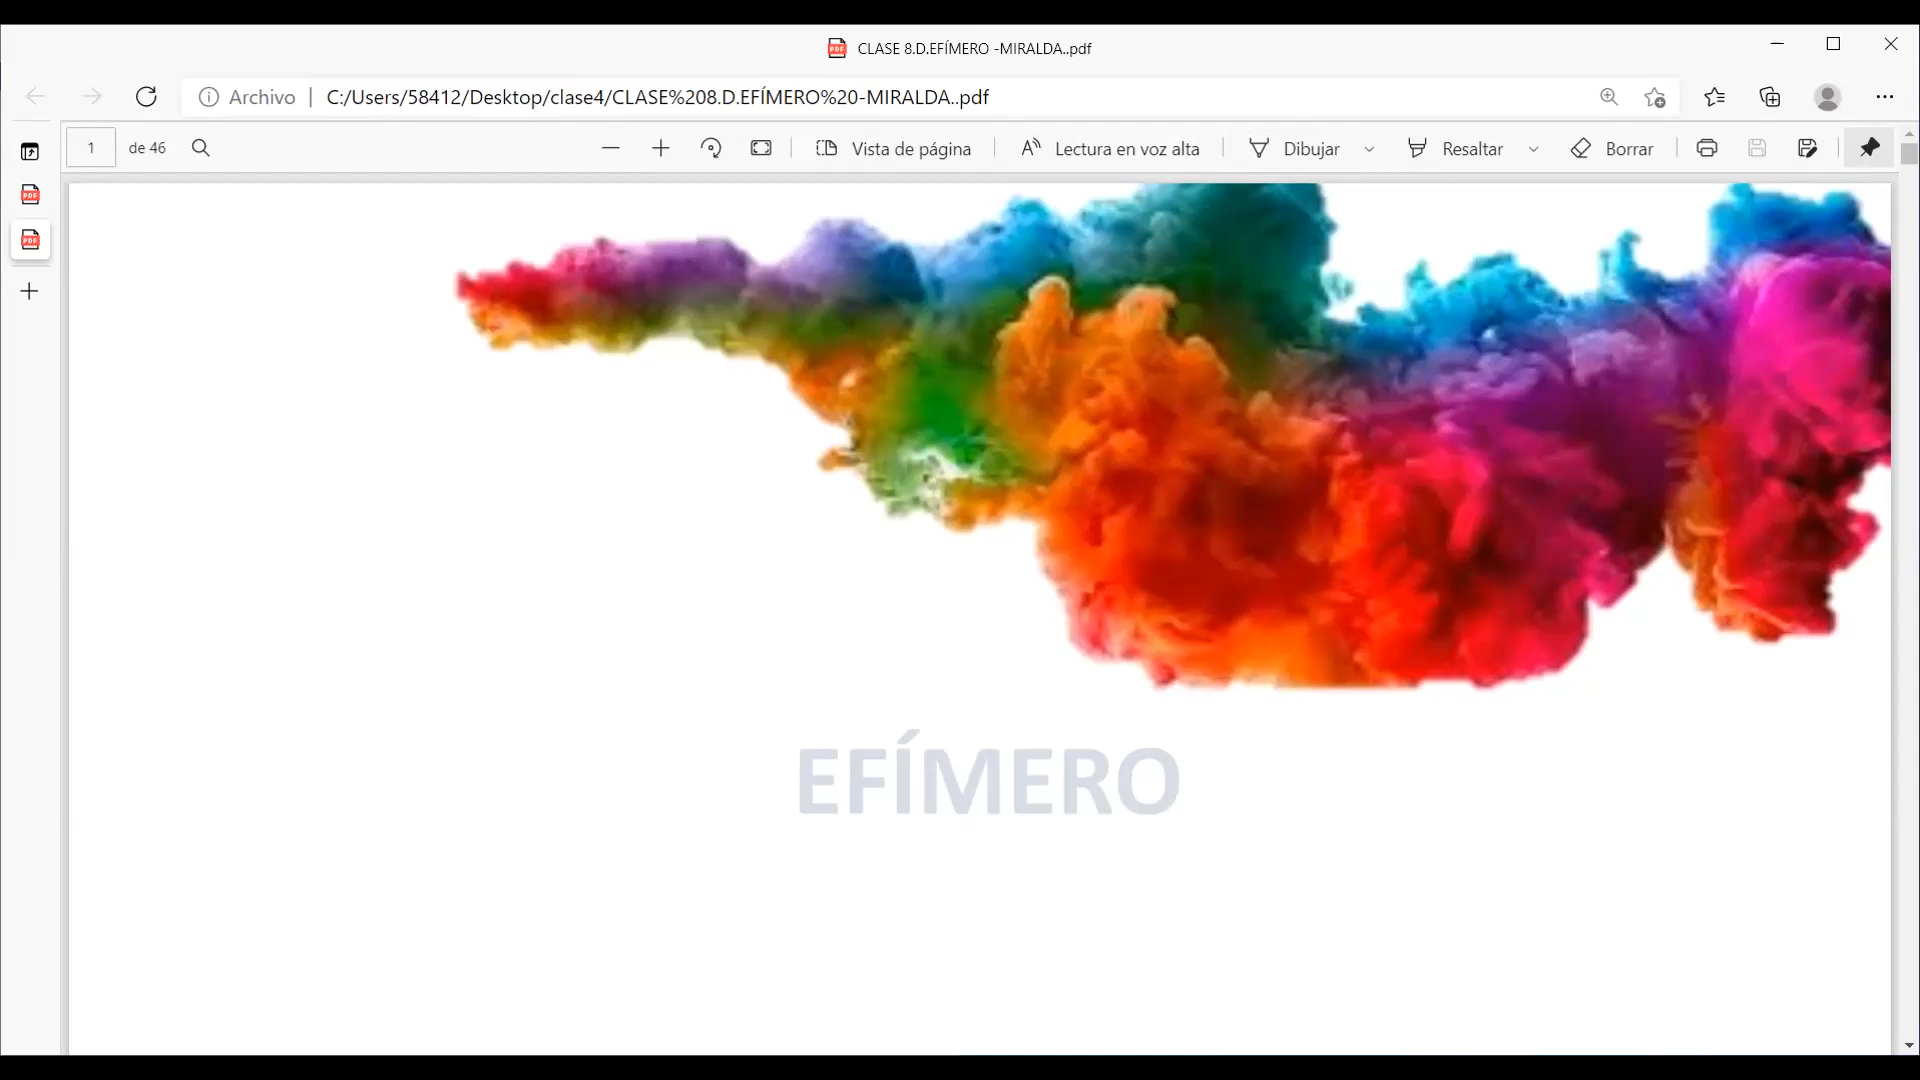 CLASE 8.D.EFÍMERO -MIRALDA..pdf
Archivo | C:/Users/58412/Desktop/clase4/CLASE%208.D.EFÍMERO%20-MIRALDA..pdf
1 de 46 Vista de página Lectura en voz alta Dibujar Resaltar Borrar
EFÍMERO